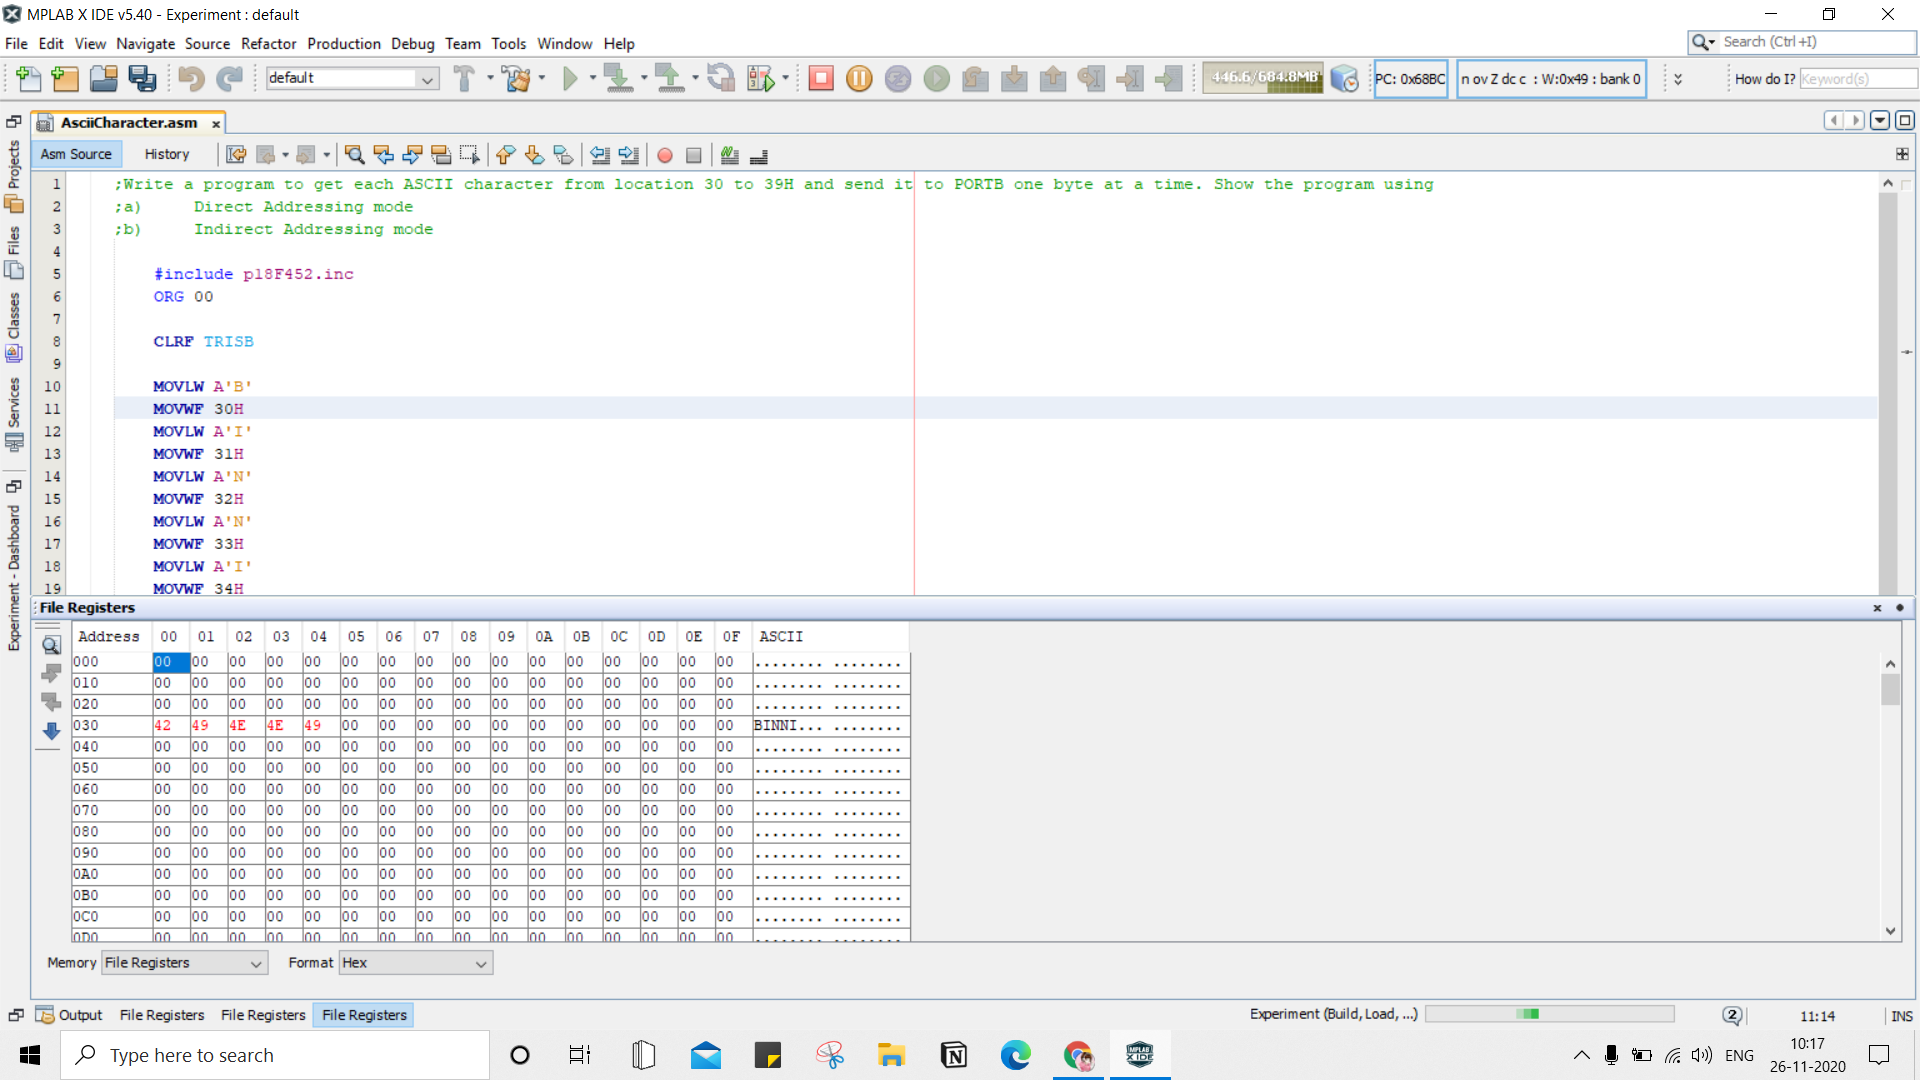 MPLAB X IDE v5.40 - Experiment : default
File Edit View Navigate Source Refactor Production Debug Team Tools Window Help
Search (Ctrl+I)
default
446.6/684.8MB
PC: 0x68BC
n ov Z dc c : W:0x49 : bank 0
How do I? Keyword(s)
AsciiCharacter.asm
Asm Source History
Projects
Files
Classes
Services
Experiment - Dashboard
1 ;Write a program to get each ASCII character from location 30 to 39H and send it to PORTB one byte at a time. Show the program using
2 ;a) Direct Addressing mode
3 ;b) Indirect Addressing mode
4
5 #include p18F452.inc
6 ORG 00
7
8 CLRF TRISB
9
10 MOVLW A'B'
11 MOVWF 30H
12 MOVLW A'I'
13 MOVWF 31H
14 MOVLW A'N'
15 MOVWF 32H
16 MOVLW A'N'
17 MOVWF 33H
18 MOVLW A'I'
19 MOVWF 34H
File Registers
Address 00 01 02 03 04 05 06 07 08 09 0A 0B 0C 0D 0E 0F ASCII
000 00 00 00 00 00 00 00 00 00 00 00 00 00 00 00 00 ........ ........
010 00 00 00 00 00 00 00 00 00 00 00 00 00 00 00 00 ........ ........
020 00 00 00 00 00 00 00 00 00 00 00 00 00 00 00 00 ........ ........
030 42 49 4E 4E 49 00 00 00 00 00 00 00 00 00 00 00 BINNI... ........
040 00 00 00 00 00 00 00 00 00 00 00 00 00 00 00 00 ........ ........
050 00 00 00 00 00 00 00 00 00 00 00 00 00 00 00 00 ........ ........
060 00 00 00 00 00 00 00 00 00 00 00 00 00 00 00 00 ........ ........
070 00 00 00 00 00 00 00 00 00 00 00 00 00 00 00 00 ........ ........
080 00 00 00 00 00 00 00 00 00 00 00 00 00 00 00 00 ........ ........
090 00 00 00 00 00 00 00 00 00 00 00 00 00 00 00 00 ........ ........
0A0 00 00 00 00 00 00 00 00 00 00 00 00 00 00 00 00 ........ ........
0B0 00 00 00 00 00 00 00 00 00 00 00 00 00 00 00 00 ........ ........
0C0 00 00 00 00 00 00 00 00 00 00 00 00 00 00 00 00 ........ ........
0D0 00 00 00 00 00 00 00 00 00 00 00 00 00 00 00 00 ........ ........
Memory File Registers Format Hex
Output File Registers File Registers File Registers
Experiment (Build, Load, ...)
2
11:14
INS
Type here to search
MPLAB X IDE
ENG
10:17
26-11-2020